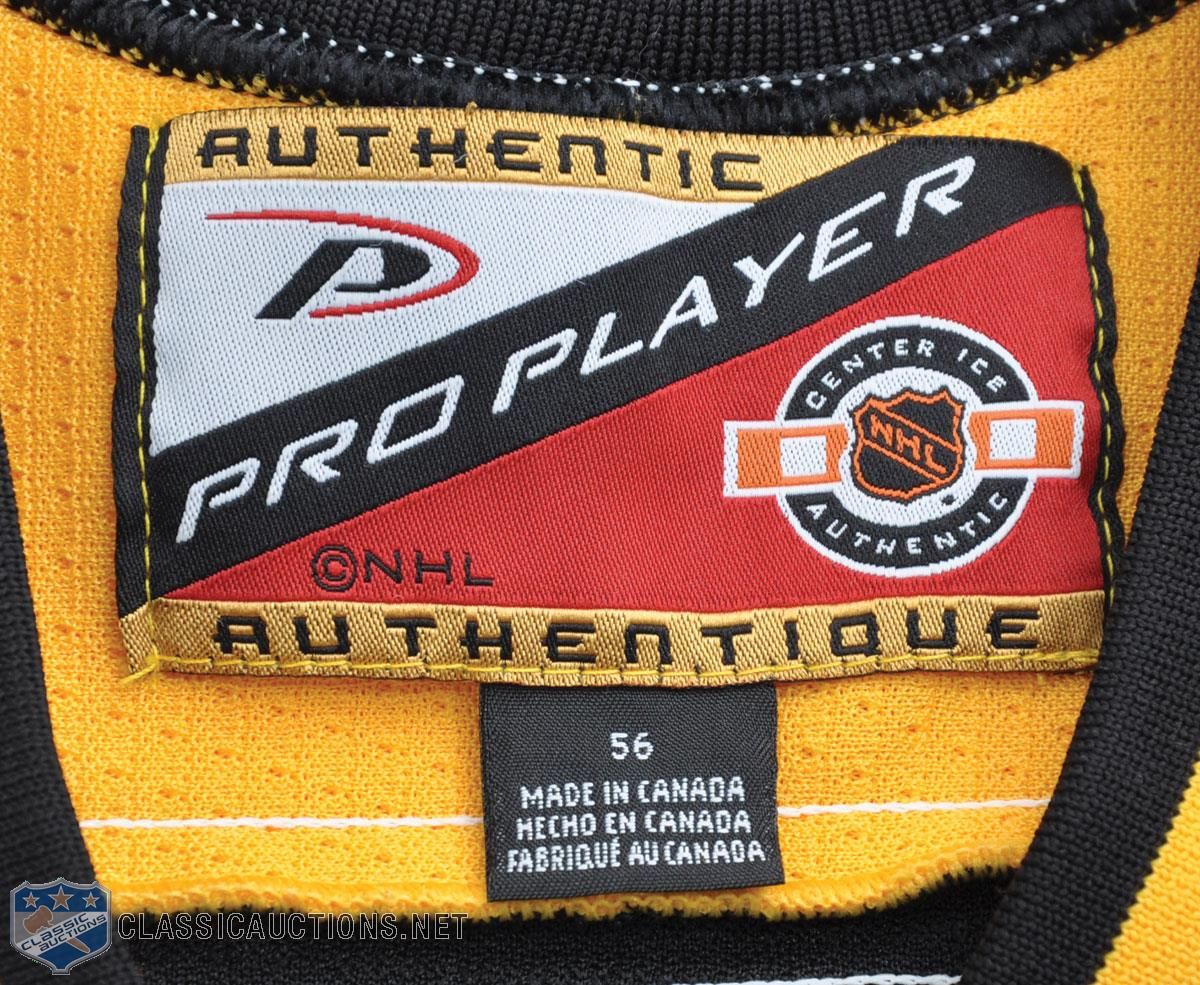 AUTHENTIC
P
PRO PLAYER
CENTER ICE
NHL
AUTHENTIC
©NHL
AUTHENTIQUE
56
MADE IN CANADA
HECHO EN CANADA
FABRIQUÉ AU CANADA
CLASSIC
AUCTIONS
CLASSICAUCTIONS.NET